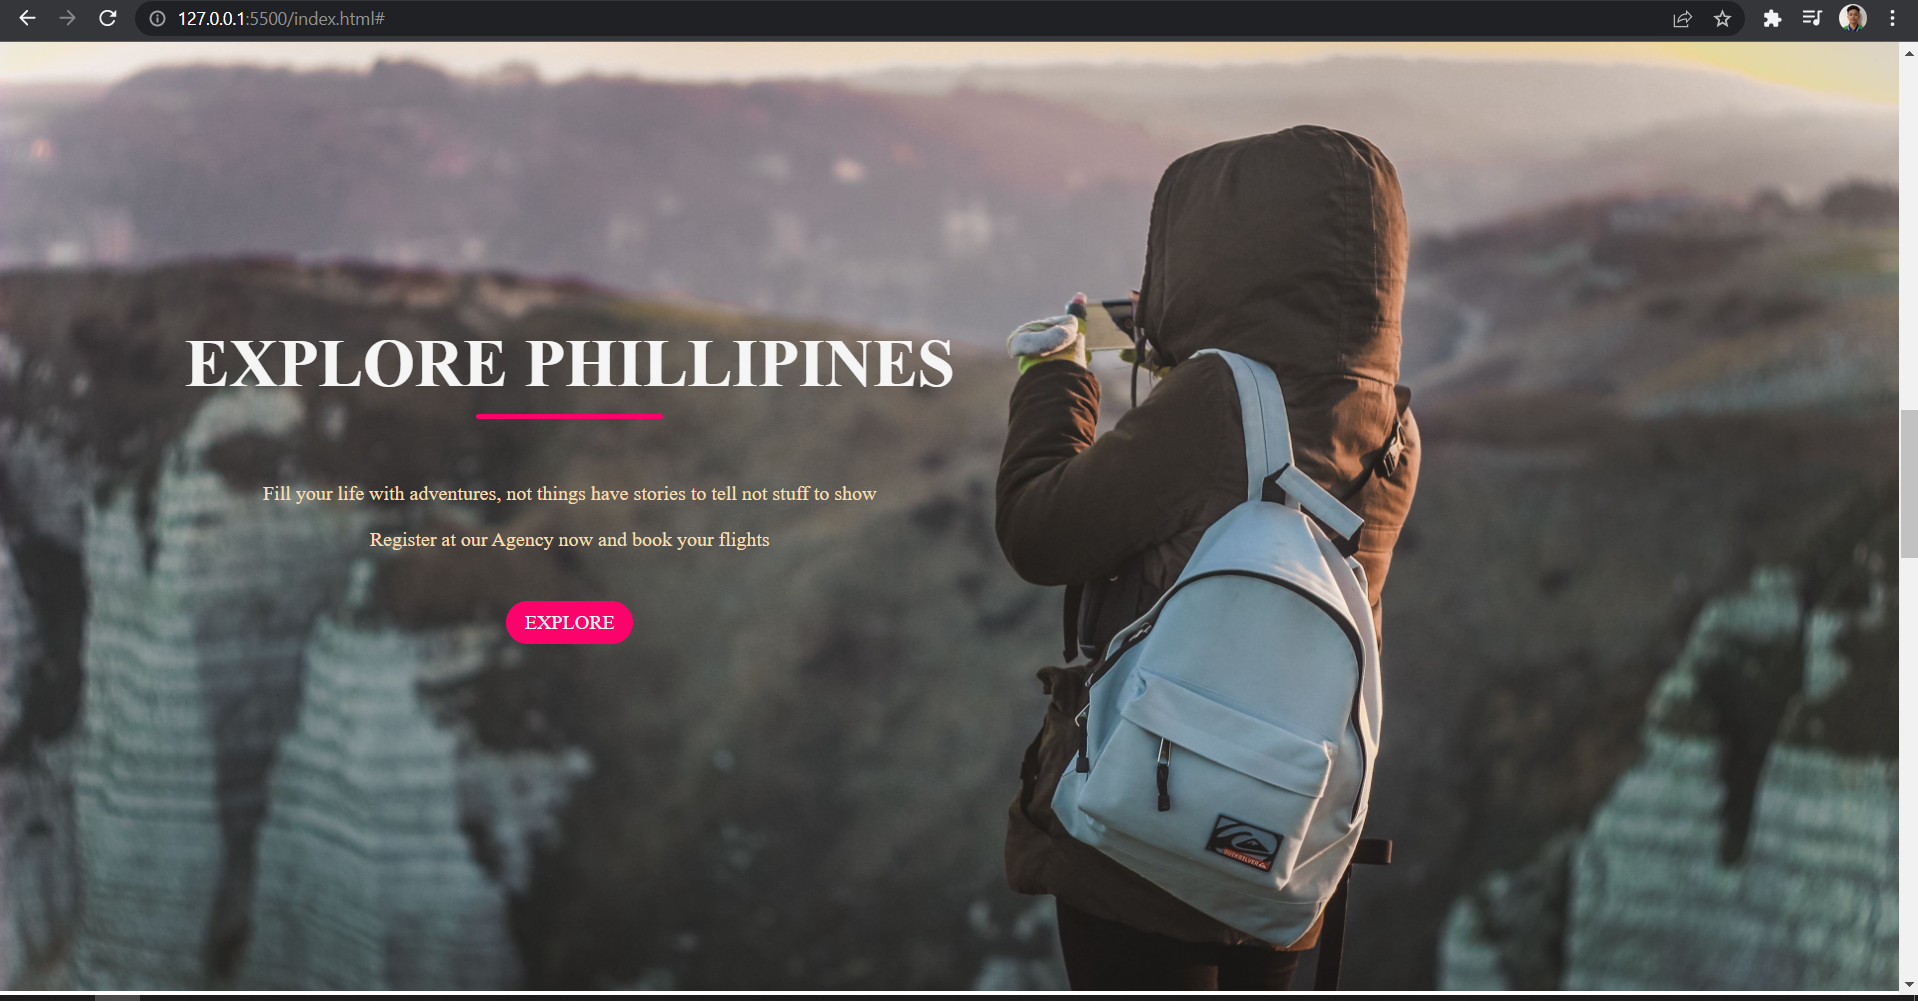 127.0.0.1:5500/index.html#
EXPLORE PHILLIPINES
Fill your life with adventures, not things have stories to tell not stuff to show
Register at our Agency now and book your flights
EXPLORE
QUIKSILVER